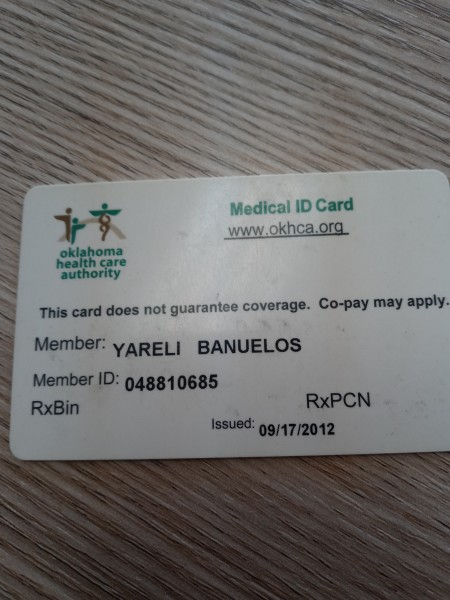 oklahoma
health care
authority
Medical ID Card
www.okhca.org
This card does not guarantee coverage. Co-pay may apply.
Member: YARELI BANUELOS
Member ID: 048810685
RxBin RxPCN
Issued: 09/17/2012